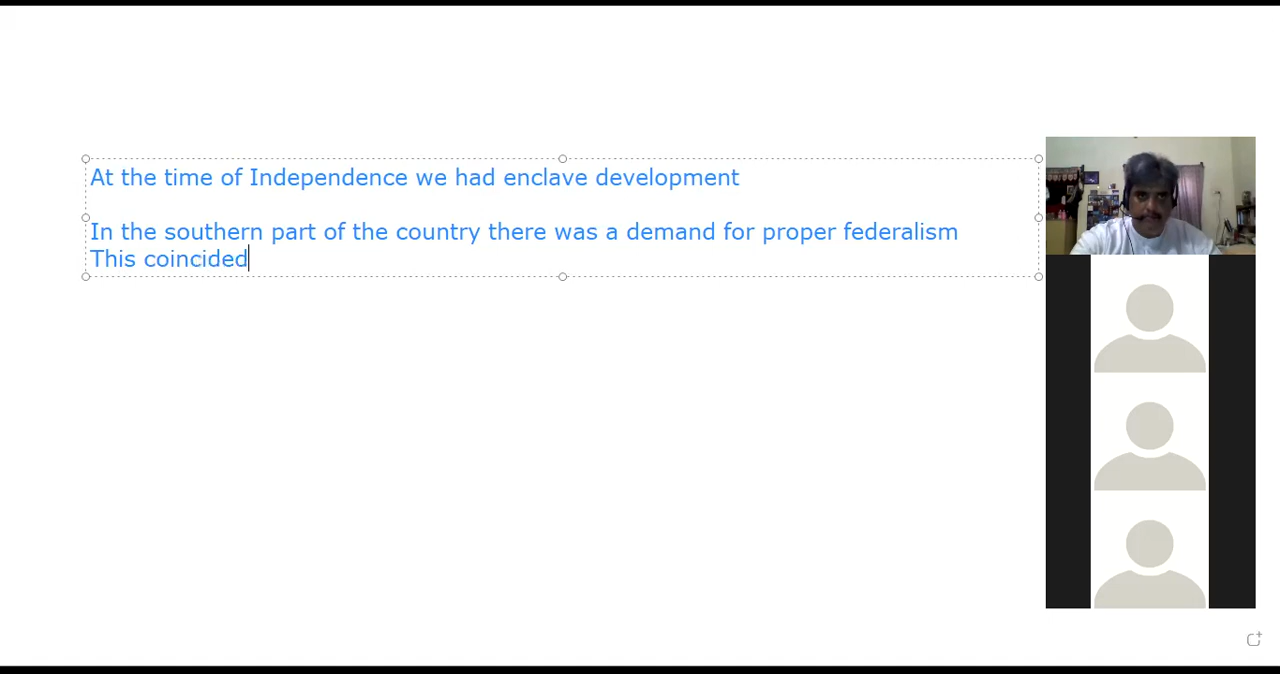 At the time of Independence we had enclave development
In the southern part of the country there was a demand for proper federalism
This coincided